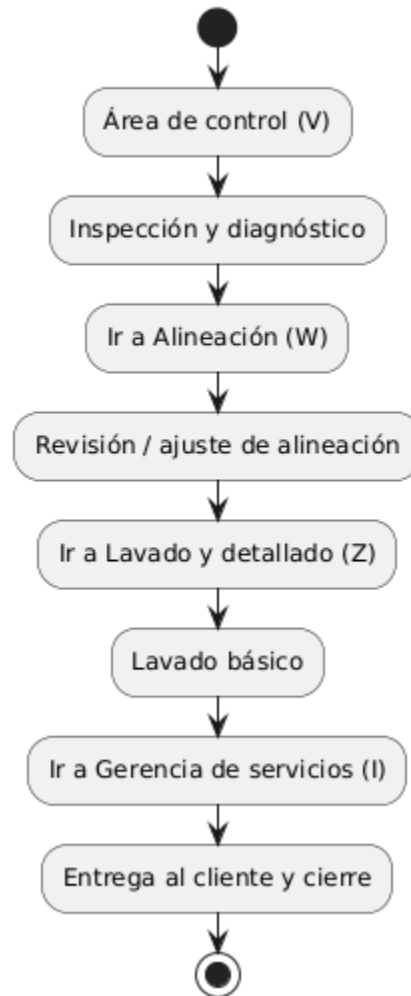 Área de control (V)
Inspección y diagnóstico
Ir a Alineación (W)
Revisión / ajuste de alineación
Ir a Lavado y detallado (Z)
Lavado básico
Ir a Gerencia de servicios (I)
Entrega al cliente y cierre